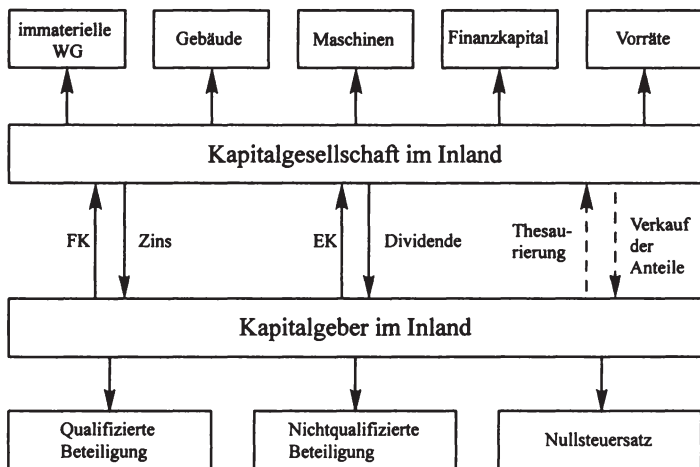 immaterielle
WG
Gebäude
Maschinen
Finanzkapital
Vorräte
Kapitalgesellschaft im Inland
FK
Zins
EK
Dividende
Thesau-
rierung
Verkauf
der
Anteile
Kapitalgeber im Inland
Qualifizierte
Beteiligung
Nichtqualifizierte
Beteiligung
Nullsteuersatz